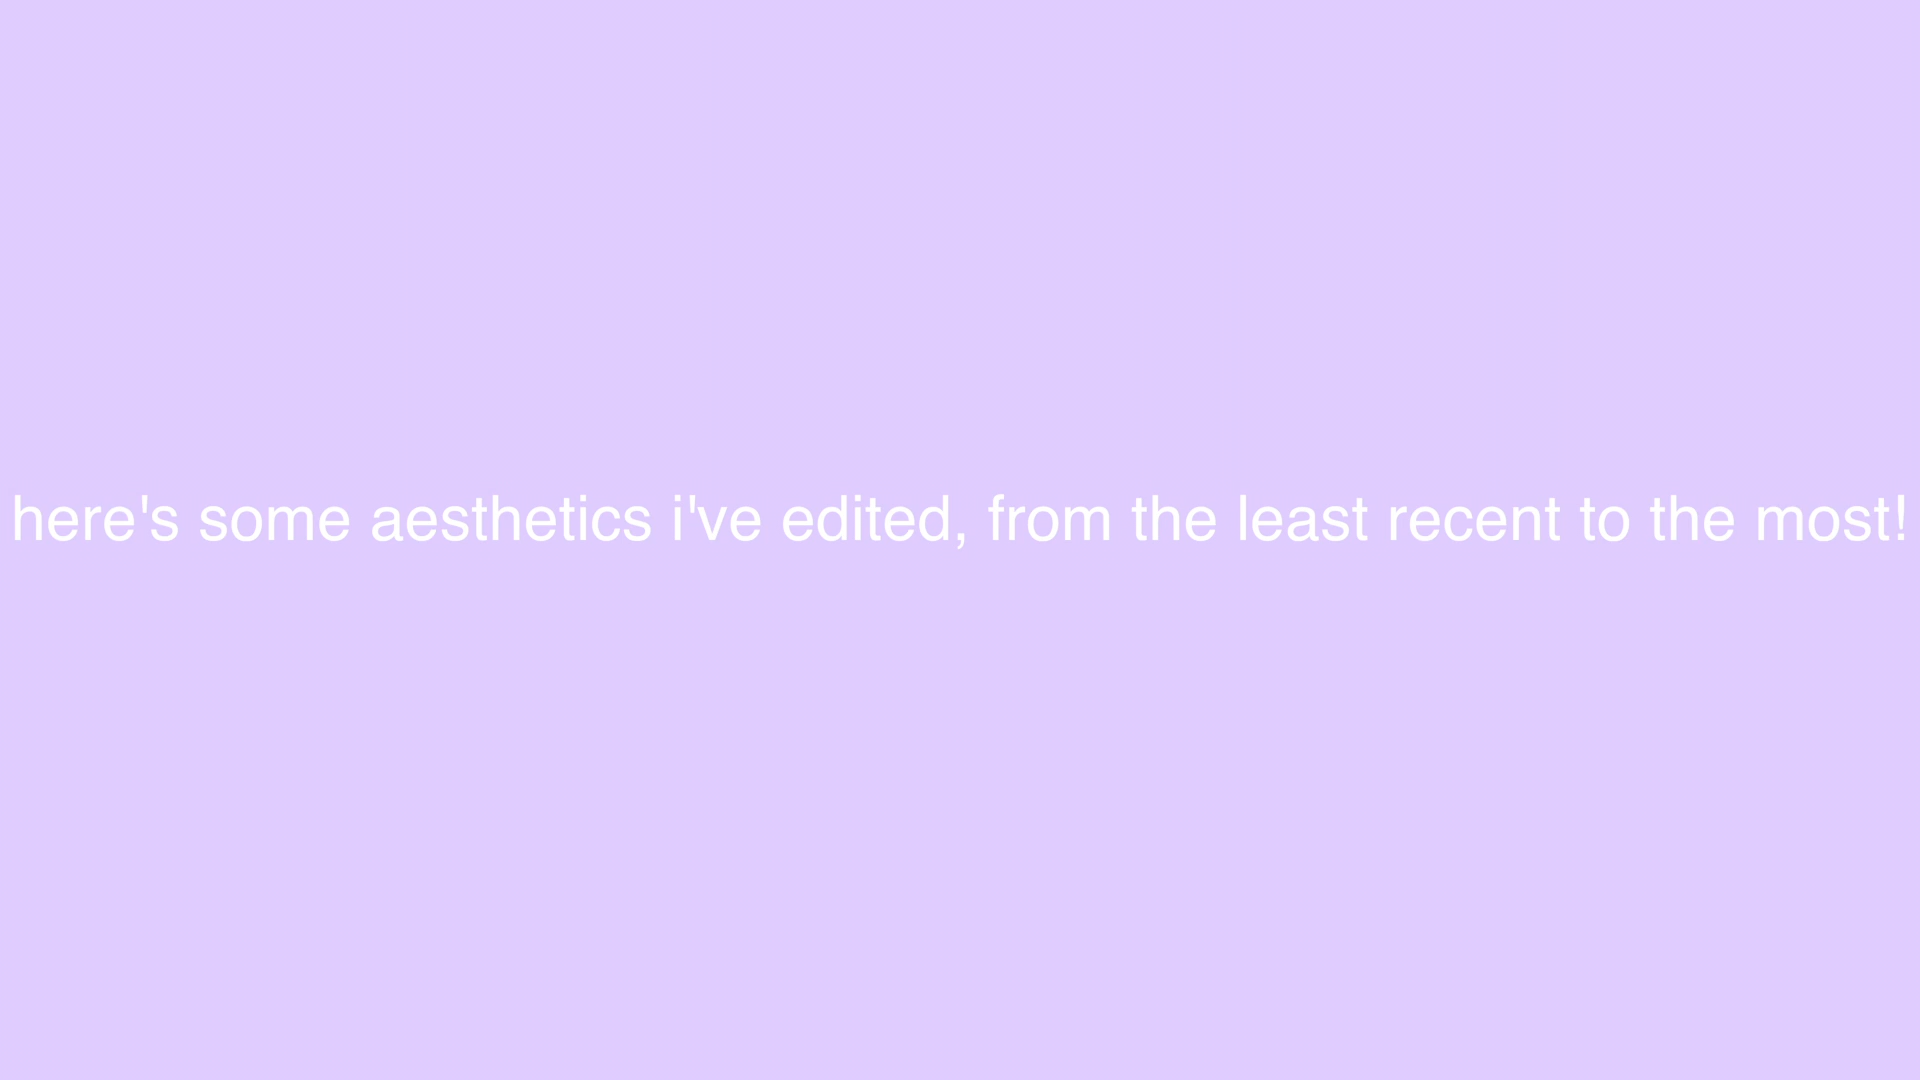 here's some aesthetics i've edited, from the least recent to the most!